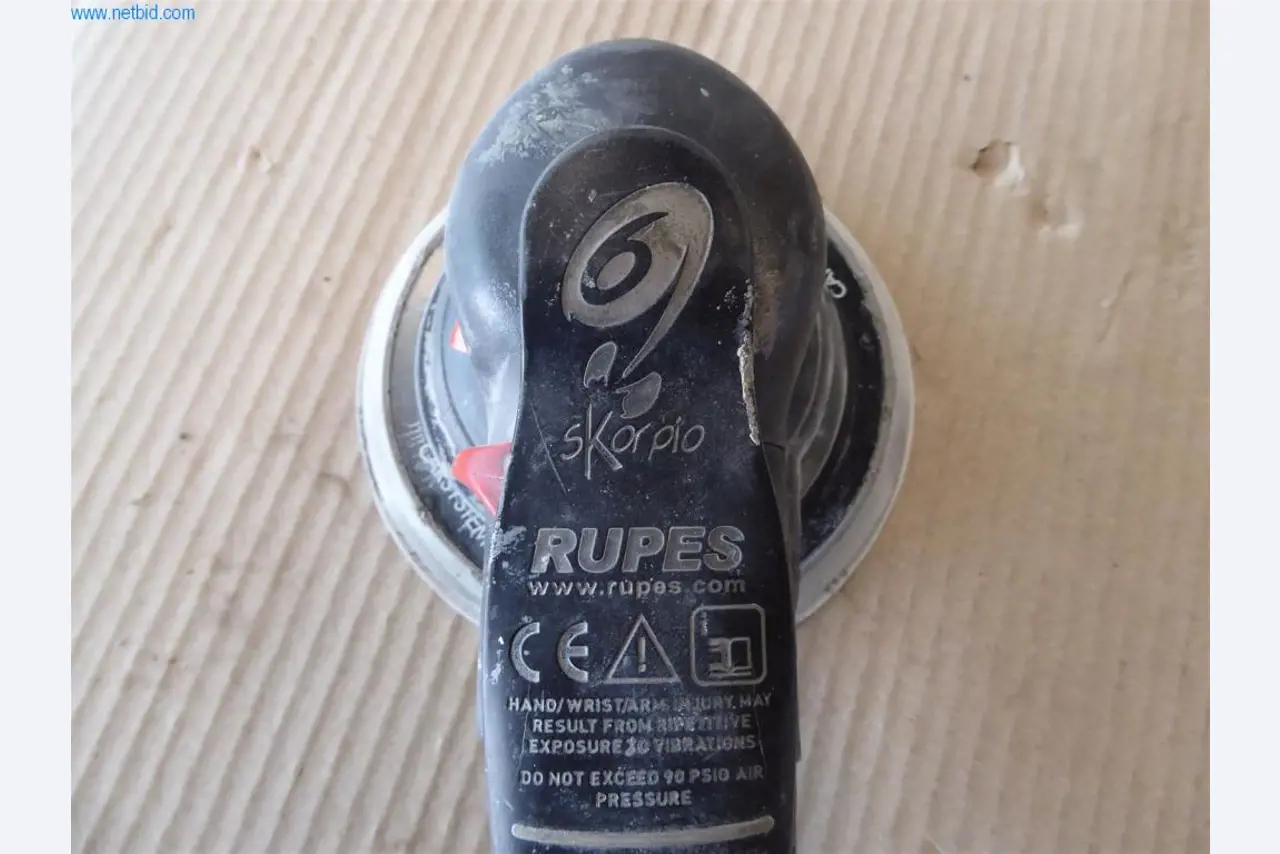 www.netbid.com
6
sKorpio
RUPES
www.rupes.com
CE
HAND/WRIST/ARM INJURY MAY
RESULT FROM REPETITIVE
EXPOSURE TO VIBRATIONS
DO NOT EXCEED 90 PSIG AIR
PRESSURE